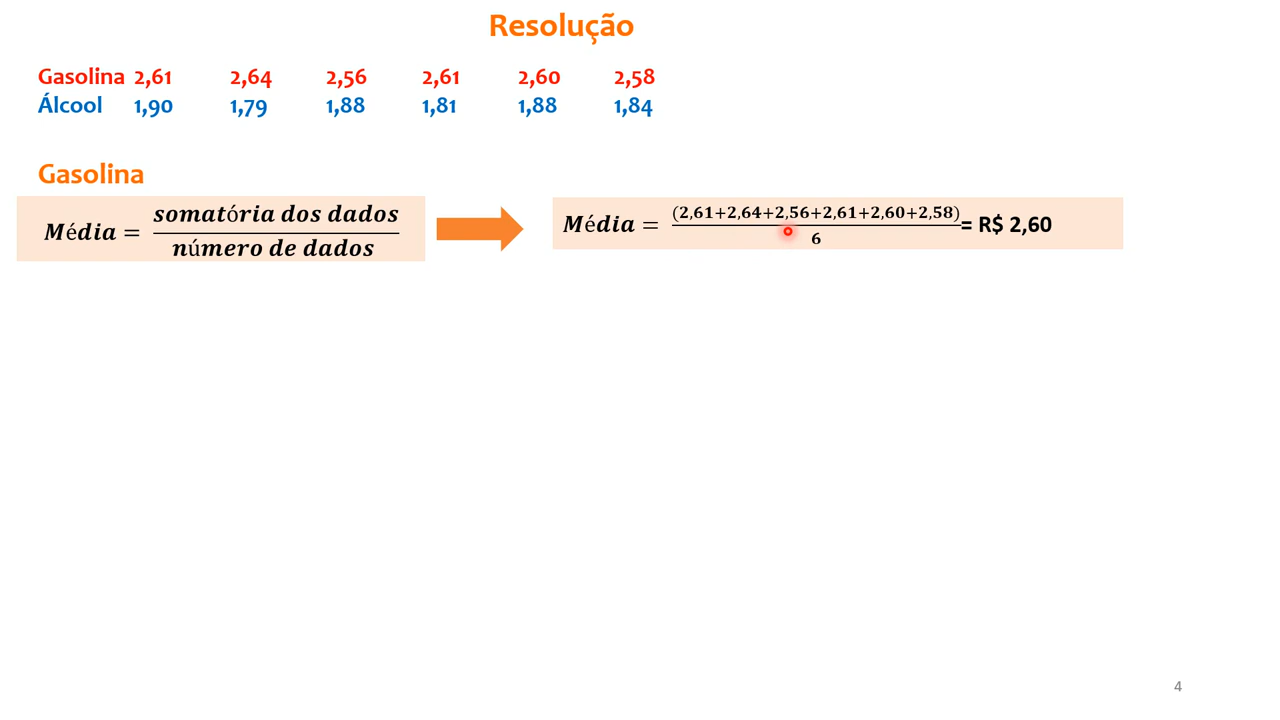 Resolução
Gasolina 2,61 2,64 2,56 2,61 2,60 2,58
Álcool 1,90 1,79 1,88 1,81 1,88 1,84
Gasolina
Média = somatória dos dados / número de dados
Média = (2,61+2,64+2,56+2,61+2,60+2,58) / 6 = R$ 2,60
4